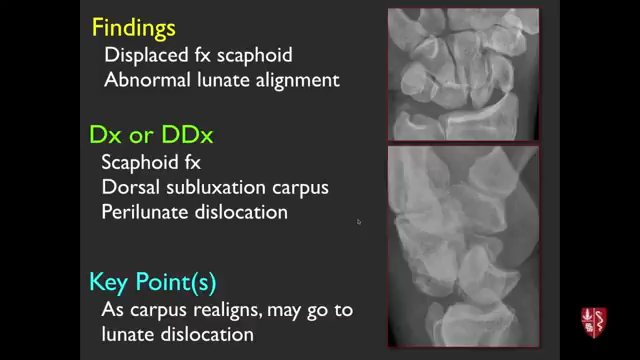 Findings
Displaced fx scaphoid
Abnormal lunate alignment
Dx or DDx
Scaphoid fx
Dorsal subluxation carpus
Perilunate dislocation
Key Point(s)
As carpus realigns, may go to
lunate dislocation